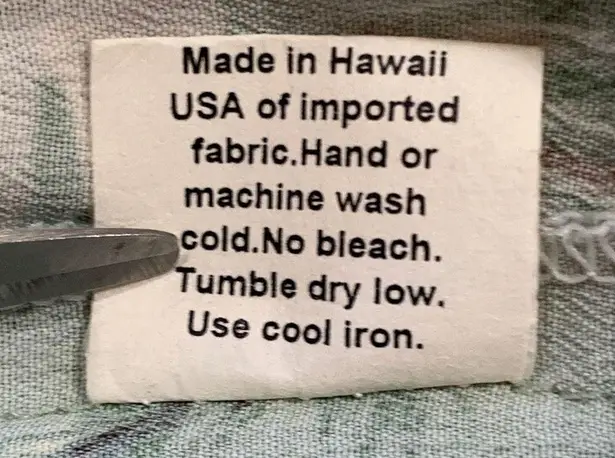 Made in Hawaii
USA of imported
fabric.Hand or
machine wash
cold.No bleach.
Tumble dry low.
Use cool iron.